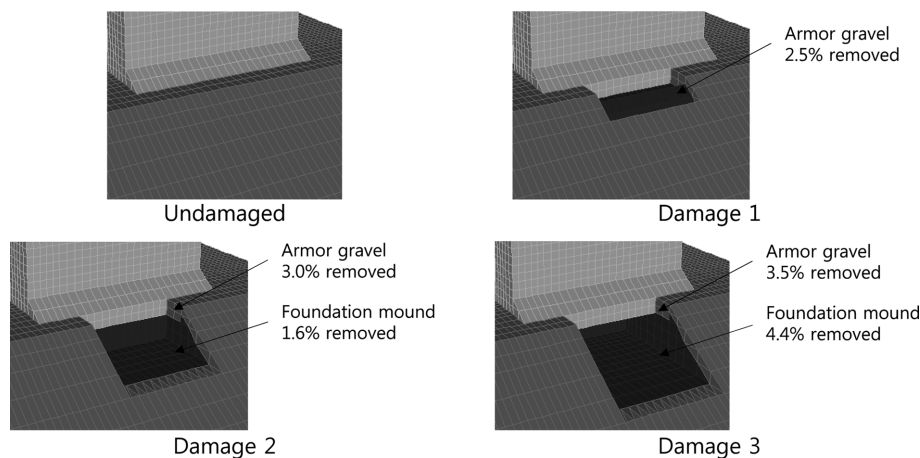 Armor gravel
2.5% removed
Undamaged
Damage 1
Armor gravel
3.0% removed
Foundation mound
1.6% removed
Damage 2
Armor gravel
3.5% removed
Foundation mound
4.4% removed
Damage 3